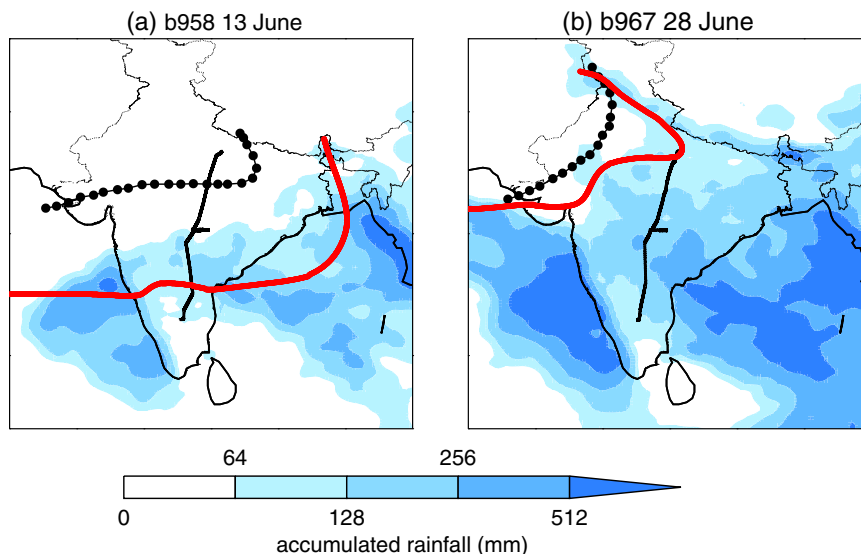 (a) b958 13 June
(b) b967 28 June
64 256
0 128 512
accumulated rainfall (mm)